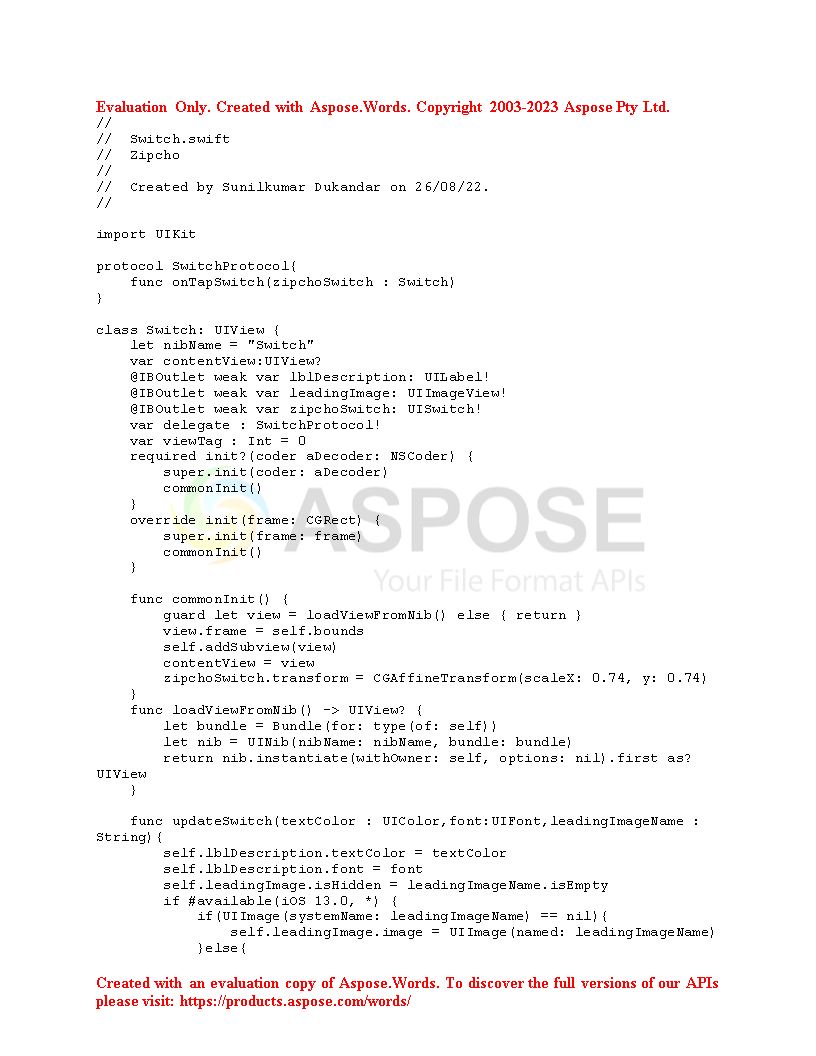 Evaluation Only. Created with Aspose.Words. Copyright 2003-2023 Aspose Pty Ltd.
//
//  Switch.swift
//  Zipcho
//
//  Created by Sunilkumar Dukandar on 26/08/22.
//
import UIKit
protocol SwitchProtocol{
    func onTapSwitch(zipchoSwitch : Switch)
}
class Switch: UIView {
    let nibName = "Switch"
    var contentView:UIView?
    @IBOutlet weak var lblDescription: UILabel!
    @IBOutlet weak var leadingImage: UIImageView!
    @IBOutlet weak var zipchoSwitch: UISwitch!
    var delegate : SwitchProtocol!
    var viewTag : Int = 0
    required init?(coder aDecoder: NSCoder) {
        super.init(coder: aDecoder)
        commonInit()
    }
    override init(frame: CGRect) {
        super.init(frame: frame)
        commonInit()
    }
ASPOSE
Your File Format APIs
    func commonInit() {
        guard let view = loadViewFromNib() else { return }
        view.frame = self.bounds
        self.addSubview(view)
        contentView = view
        zipchoSwitch.transform = CGAffineTransform(scaleX: 0.74, y: 0.74)
    }
    func loadViewFromNib() -> UIView? {
        let bundle = Bundle(for: type(of: self))
        let nib = UINib(nibName: nibName, bundle: bundle)
        return nib.instantiate(withOwner: self, options: nil).first as?
UIView
    }
    func updateSwitch(textColor : UIColor,font:UIFont,leadingImageName :
String){
        self.lblDescription.textColor = textColor
        self.lblDescription.font = font
        self.leadingImage.isHidden = leadingImageName.isEmpty
        if #available(iOS 13.0, *) {
            if(UIImage(systemName: leadingImageName) == nil){
                self.leadingImage.image = UIImage(named: leadingImageName)
            }else{
Created with an evaluation copy of Aspose.Words. To discover the full versions of our APIs
please visit: https://products.aspose.com/words/